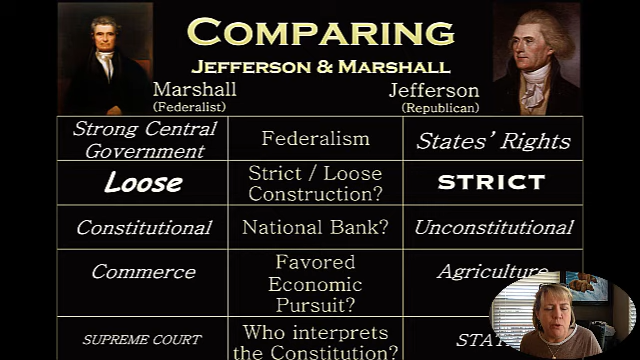 COMPARING
JEFFERSON & MARSHALL
Marshall
(Federalist)
Jefferson
(Republican)
Strong Central
Government
Federalism
States' Rights
Loose
Strict / Loose
Construction?
STRICT
Constitutional
National Bank?
Unconstitutional
Commerce
Favored
Economic
Pursuit?
Agriculture
SUPREME COURT
Who interprets
the Constitution?